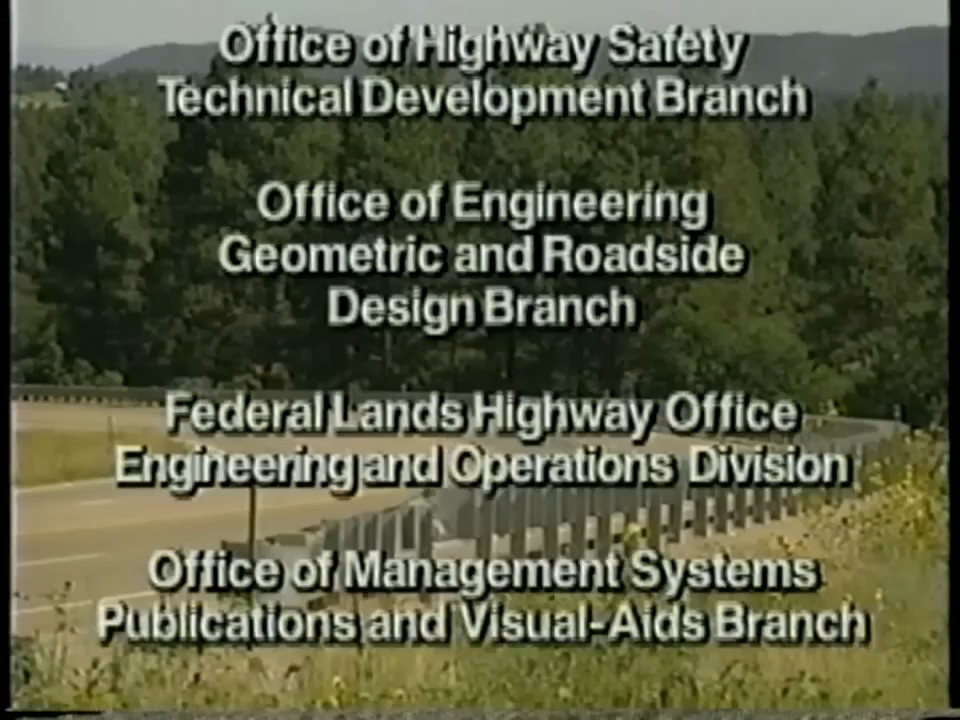 Office of Highway Safety
Technical Development Branch
Office of Engineering
Geometric and Roadside
Design Branch
Federal Lands Highway Office
Engineering and Operations Division
Office of Management Systems
Publications and Visual-Aids Branch